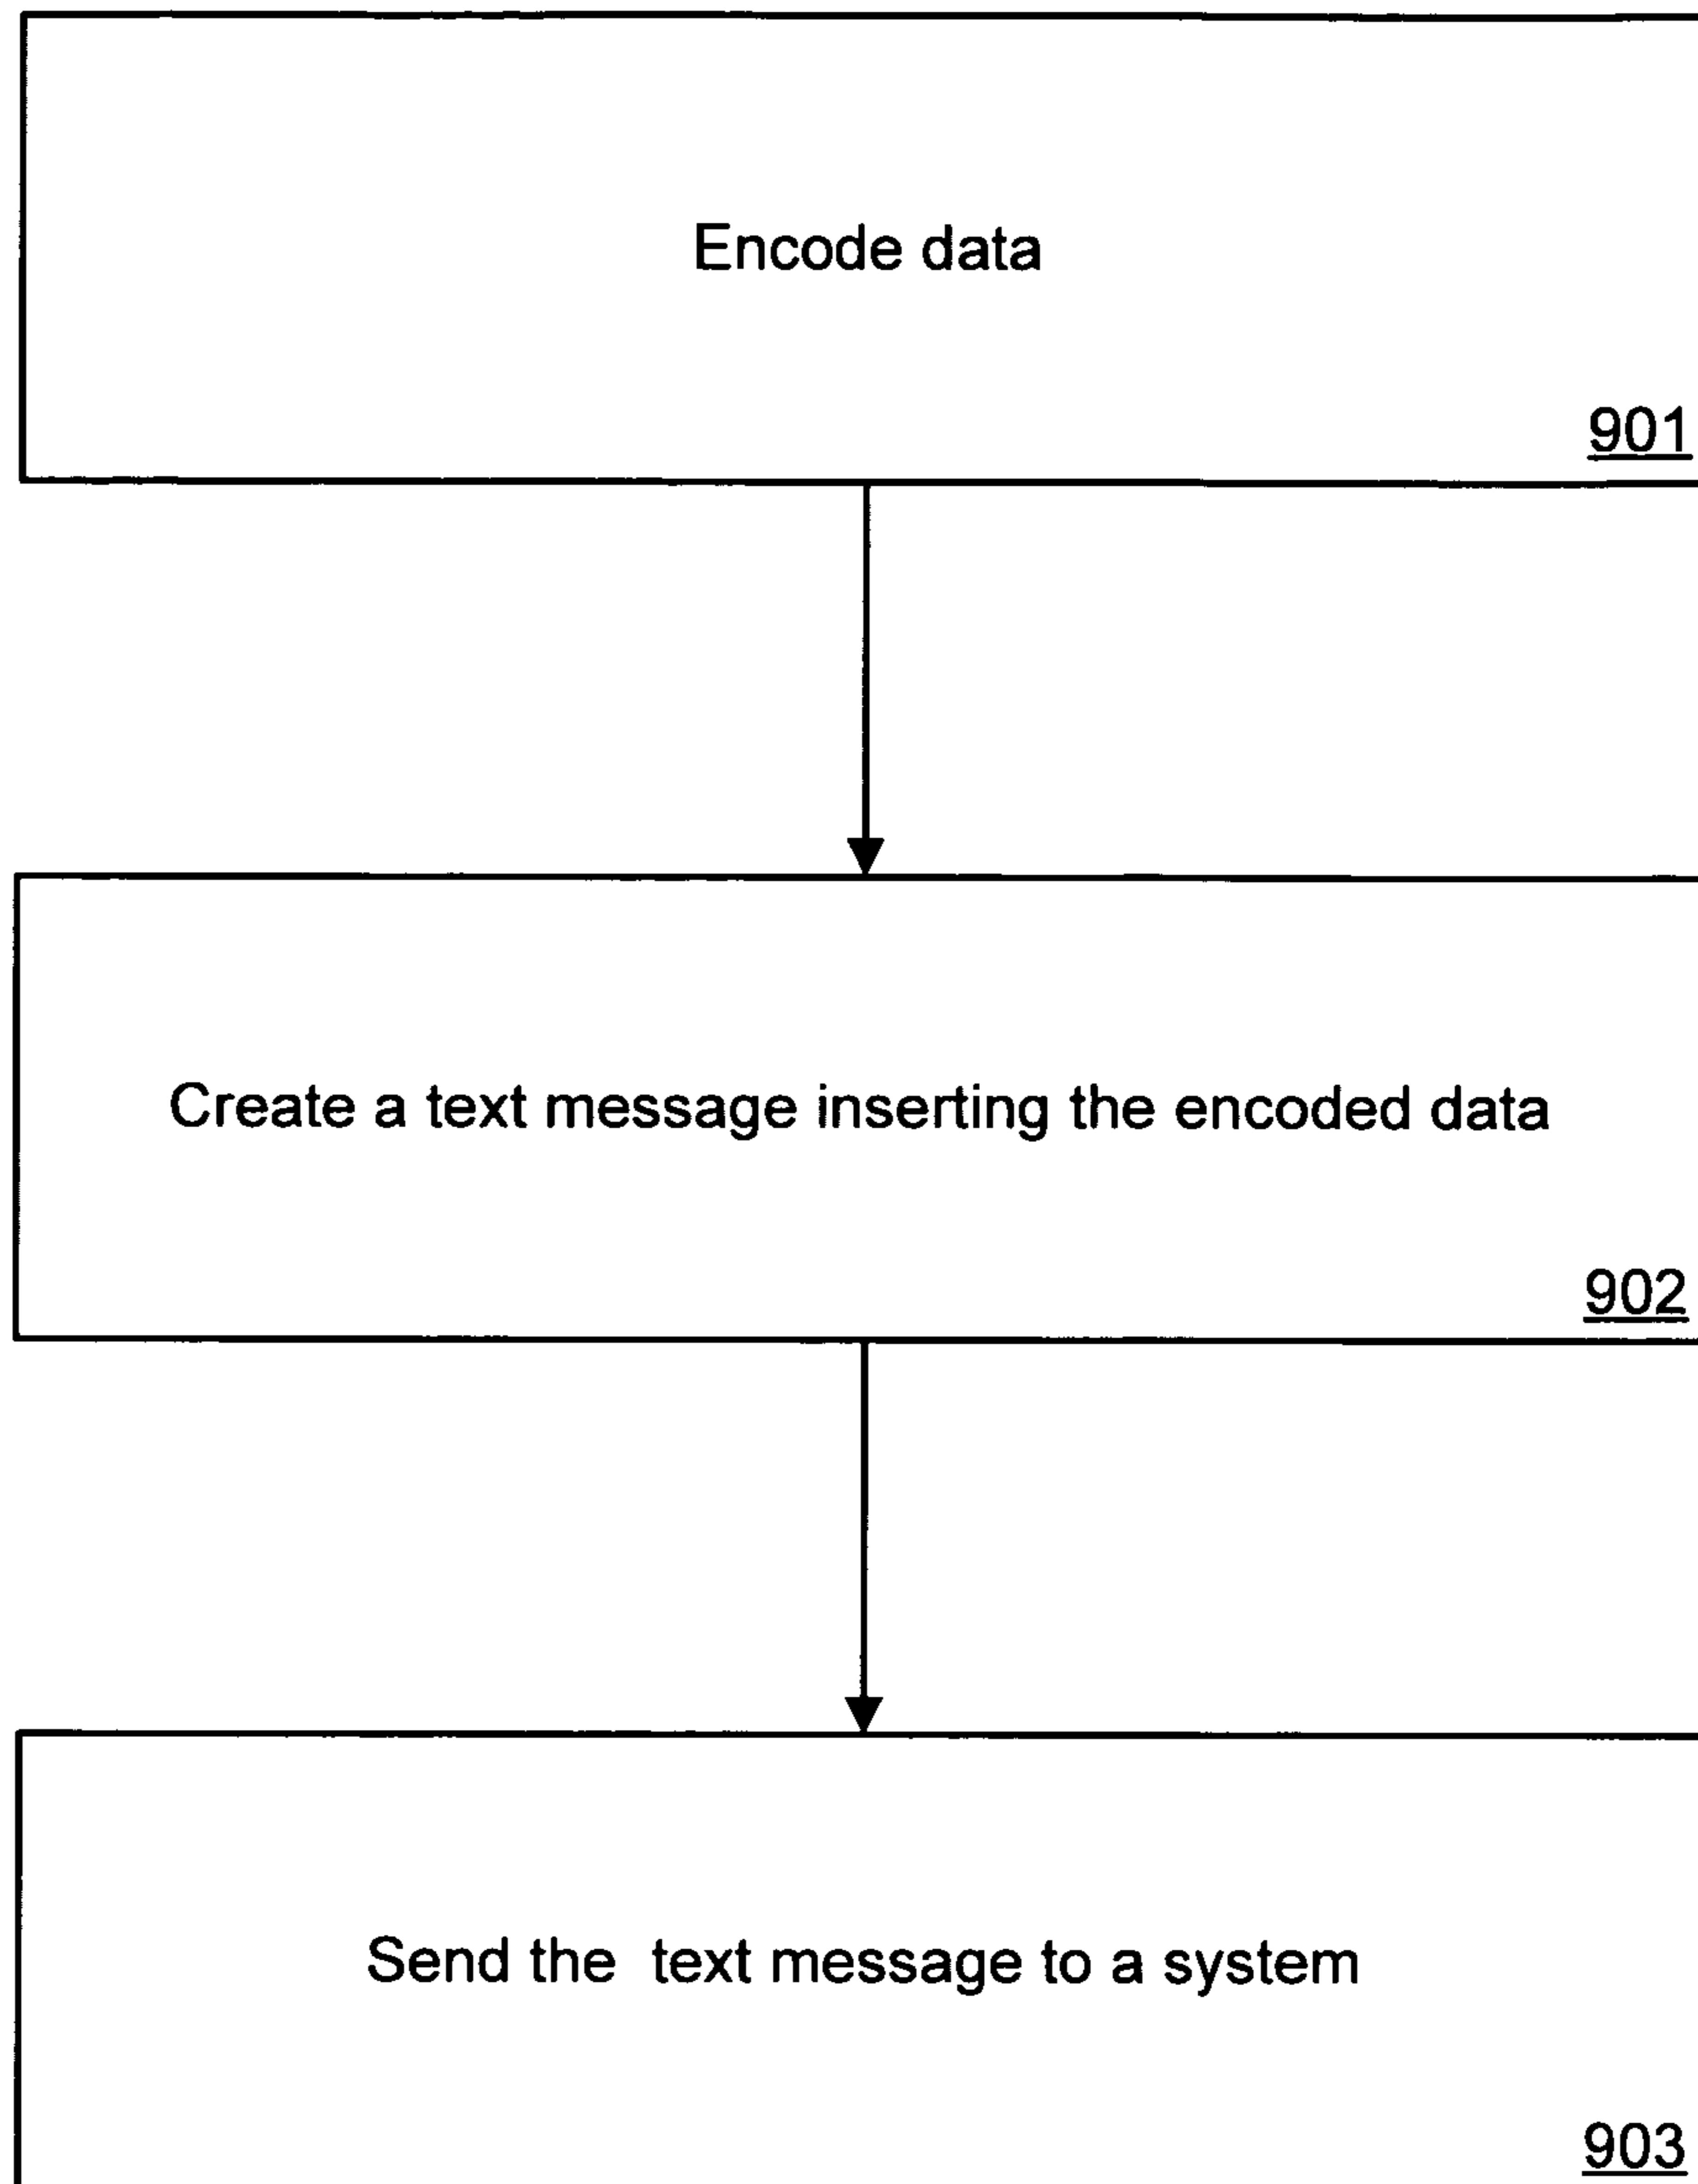 Encode data
901
Create a text message inserting the encoded data
902
Send the text message to a system
903